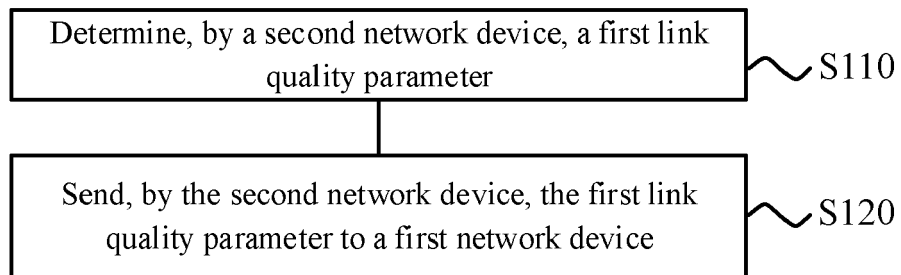 Determine, by a second network device, a first link
quality parameter
S110
Send, by the second network device, the first link
quality parameter to a first network device
S120